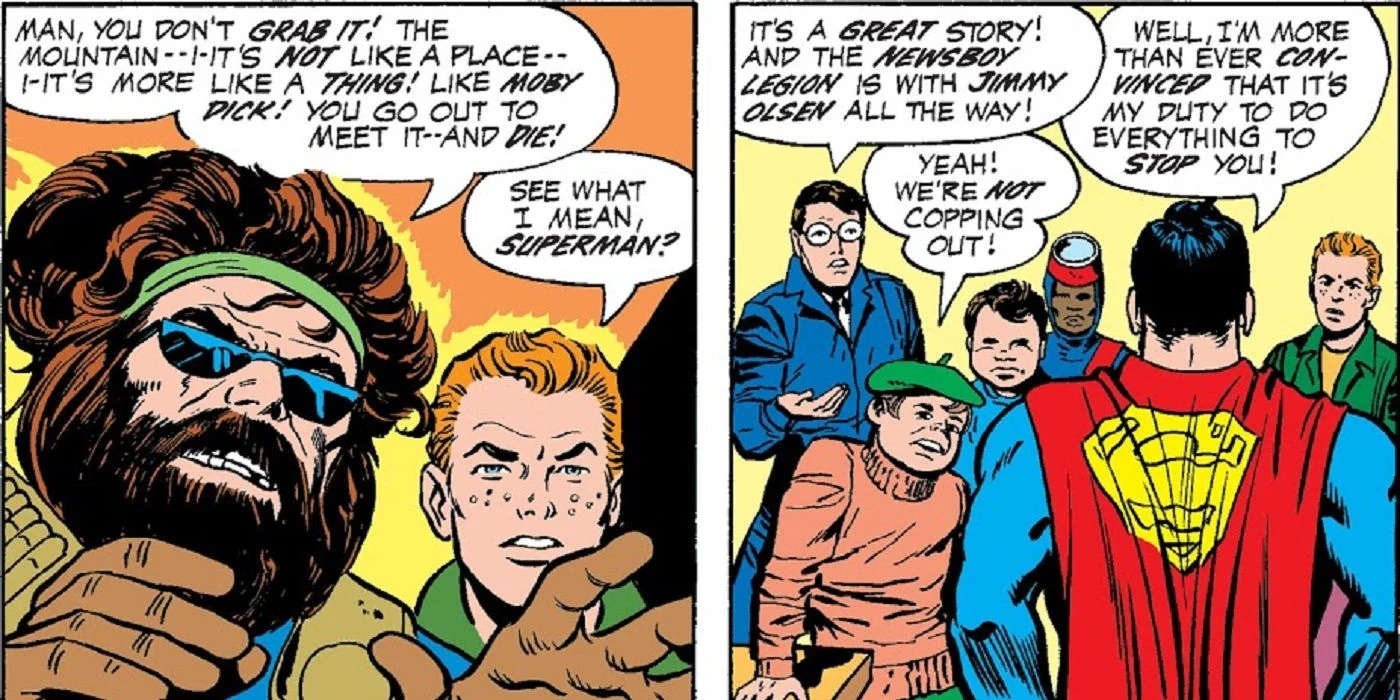 MAN, YOU DON'T GRAB IT! THE
MOUNTAIN--I-IT'S NOT LIKE A PLACE--
I-IT'S MORE LIKE A THING! LIKE MOBY
DICK! YOU GO OUT TO
MEET IT--AND DIE!
SEE WHAT
I MEAN,
SUPERMAN?
IT'S A GREAT STORY!
AND THE NEWSBOY
LEGION IS WITH JIMMY
OLSEN ALL THE WAY!
YEAH!
WE'RE NOT
COPPING
OUT!
WELL, I'M MORE
THAN EVER CON-
VINCED THAT IT'S
MY DUTY TO DO
EVERYTHING TO
STOP YOU!